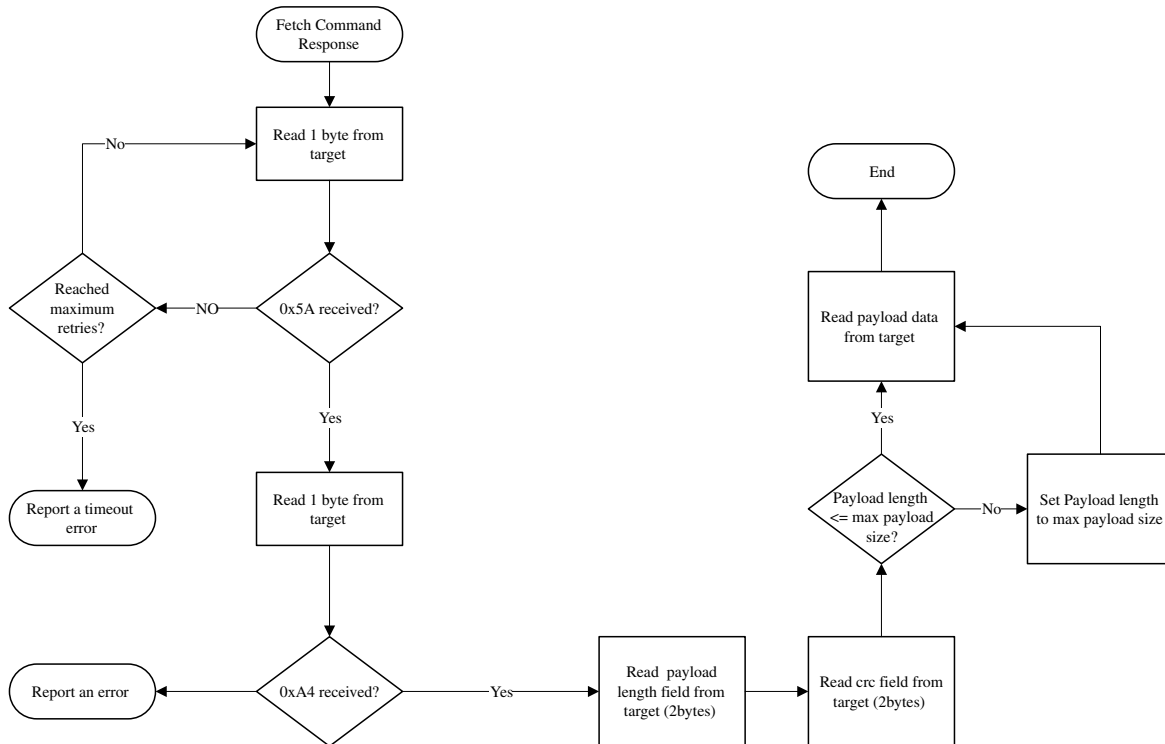 Fetch Command
Response
Read 1 byte from
target
No
End
Reached
maximum
retries?
NO
0x5A received?
Read payload data
from target
Yes
Yes
Yes
Report a timeout
error
Read 1 byte from
target
Payload length
<= max payload
size?
No
Set Payload length
to max payload size
Report an error
0xA4 received?
Yes
Read payload
length field from
target (2bytes)
Read crc field from
target (2bytes)